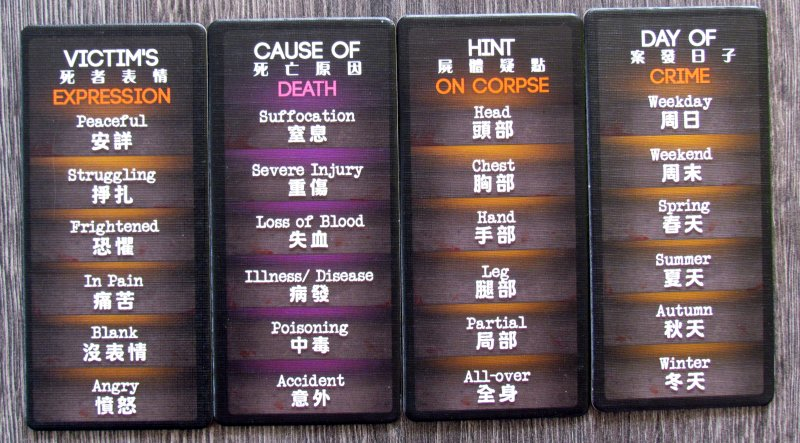 VICTIM'S
死者表情
EXPRESSION
Peaceful
安詳
Struggling
掙扎
Frightened
恐懼
In Pain
痛苦
Blank
沒表情
Angry
憤怒
CAUSE OF
死亡原因
DEATH
Suffocation
窒息
Severe Injury
重傷
Loss of Blood
失血
Illness/ Disease
病發
Poisoning
中毒
Accident
意外
HINT
屍體疑點
ON CORPSE
Head
頭部
Chest
胸部
Hand
手部
Leg
腿部
Partial
局部
All-over
全身
DAY OF
案發日子
CRIME
Weekday
周日
Weekend
周末
Spring
春天
Summer
夏天
Autumn
秋天
Winter
冬天